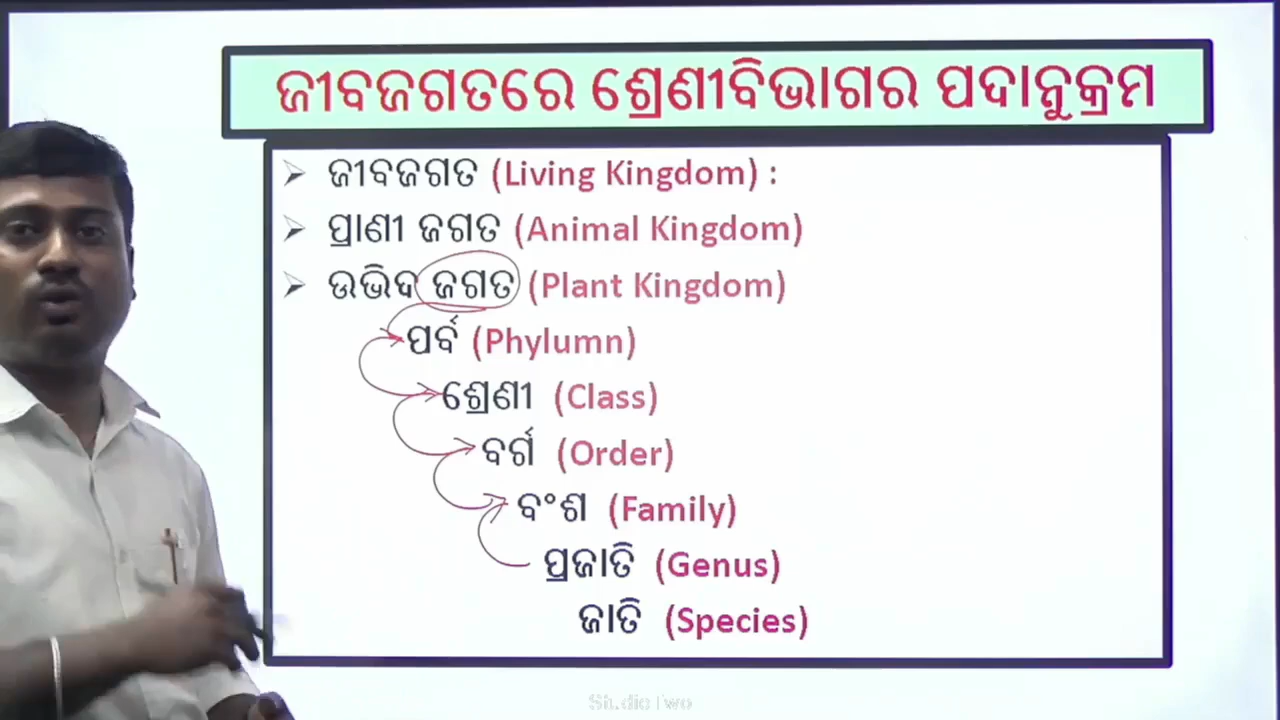 ଜୀବଜଗତରେ ଶ୍ରେଣୀବିଭାଗର ପଦାନୁକ୍ରମ
➢ ଜୀବଜଗତ (Living Kingdom) :
➢ ପ୍ରାଣୀ ଜଗତ (Animal Kingdom)
➢ ଉଭିଦ ଜଗତ (Plant Kingdom)
ପର୍ବ (Phylumn)
ଶ୍ରେଣୀ (Class)
ବର୍ଗ (Order)
ବଂଶ (Family)
ପ୍ରଜାତି (Genus)
ଜାତି (Species)